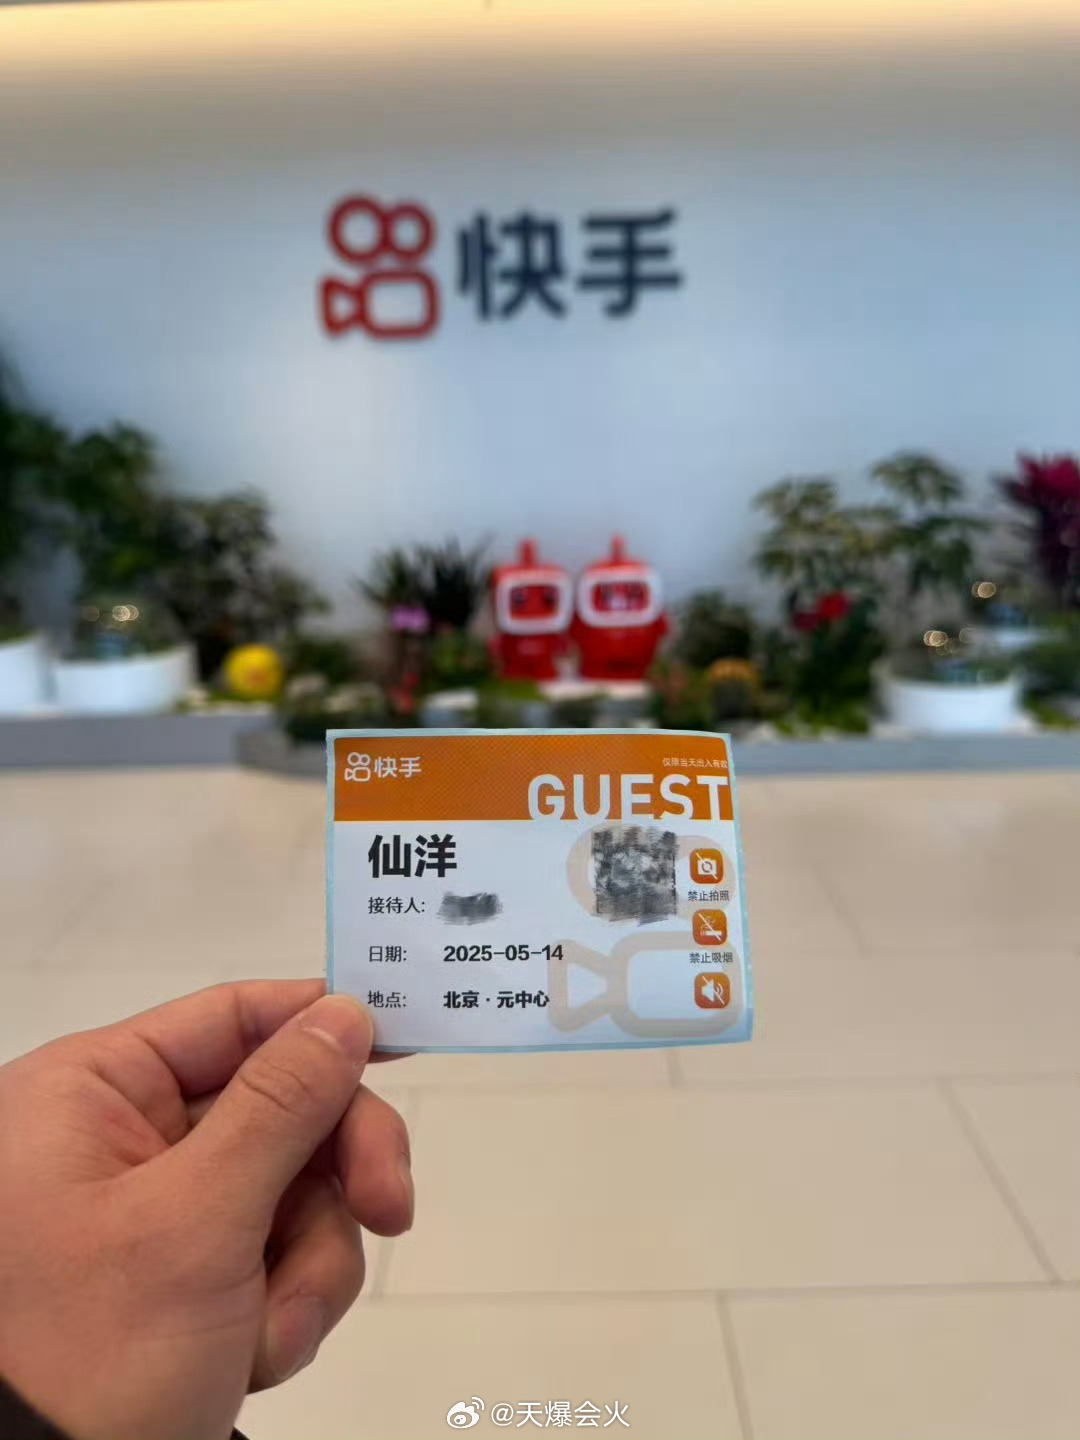 快手
快手
仅限当天出入有效
GUEST
仙洋
禁止拍照
接待人:
日期: 2025-05-14
禁止吸烟
地点: 北京·元中心
@天爆会火